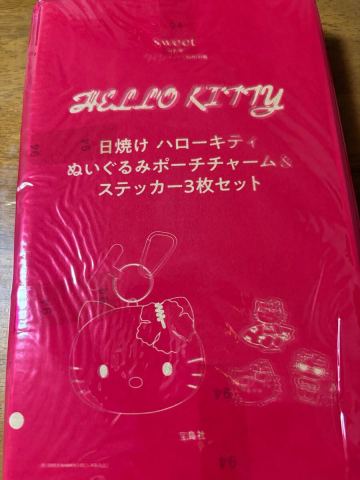 sweet
HELLO KITTY
日焼け ハローキティ
ぬいぐるみポーチチャーム&
ステッカー3枚セット
宝島社